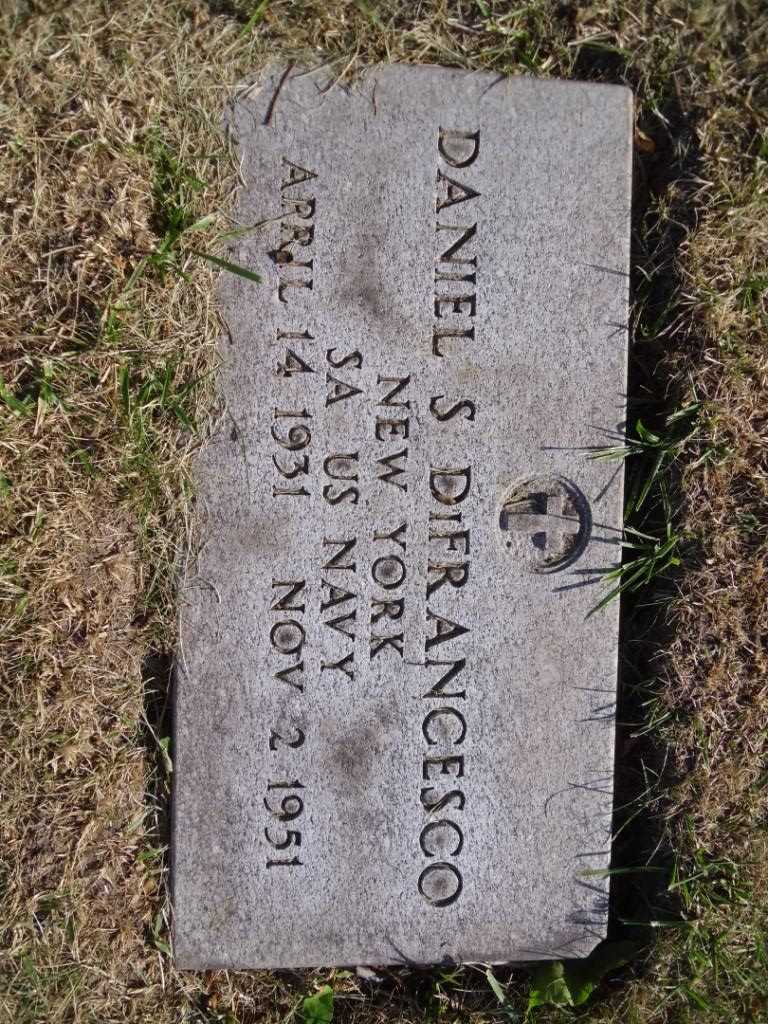 DANIEL S DIFRANCESCO
NEW YORK
SA US NAVY
APRIL 14 1931 NOV 2 1951